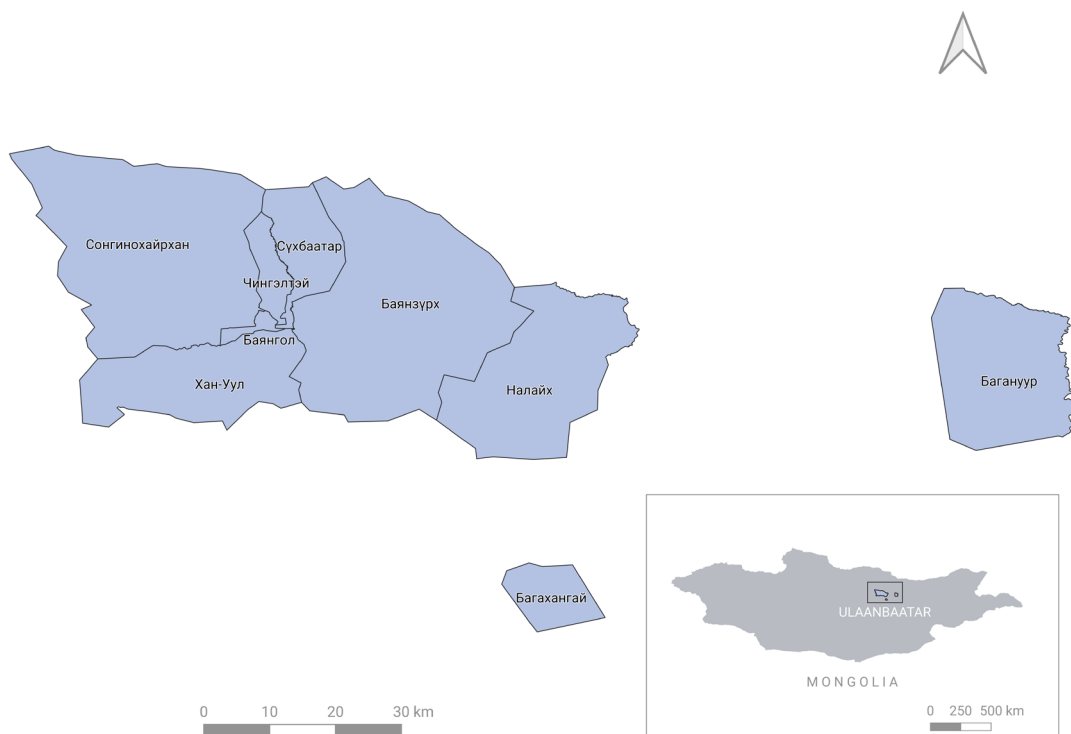 Сонгинохайрхан
Сүхбаатар
Чингэлтэй
Баянзүрх
Баянгол
Хан-Уул
Налайх
Багануур
Багахангай
ULAANBAATAR
MONGOLIA
0 10 20 30 km
0 250 500 km